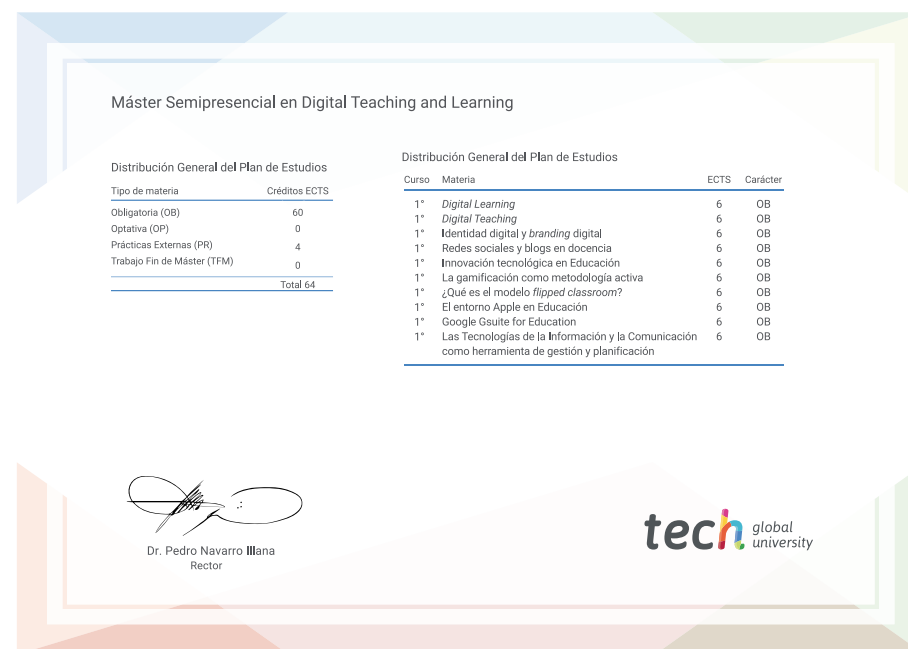 Máster Semipresencial en Digital Teaching and Learning
Distribución General del Plan de Estudios
Tipo de materia Créditos ECTS
Obligatoria (OB) 60
Optativa (OP) 0
Prácticas Externas (PR) 4
Trabajo Fin de Máster (TFM) 0
Total 64
Distribución General del Plan de Estudios
Curso Materia ECTS Carácter
1° Digital Learning 6 OB
1° Digital Teaching 6 OB
1° Identidad digital y branding digital 6 OB
1° Redes sociales y blogs en docencia 6 OB
1° Innovación tecnológica en Educación 6 OB
1° La gamificación como metodología activa 6 OB
1° ¿Qué es el modelo flipped classroom? 6 OB
1° El entorno Apple en Educación 6 OB
1° Google Gsuite for Education 6 OB
1° Las Tecnologías de la Información y la Comunicación 6 OB
como herramienta de gestión y planificación
Dr. Pedro Navarro Illana
Rector
tech global
university